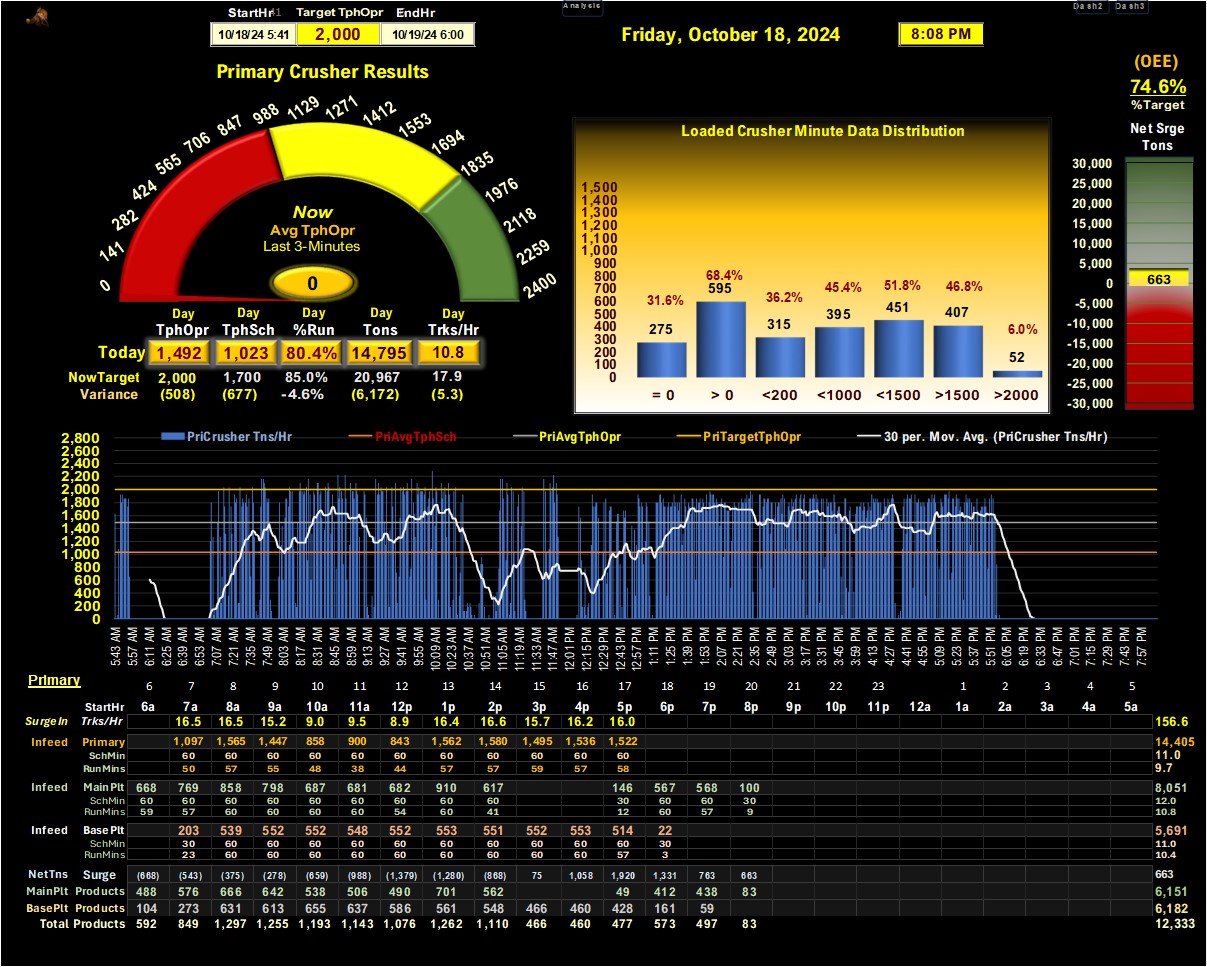 Analysis
Dash2 Dash3
StartHr41 Target TphOpr EndHr
10/18/24 5:41 2,000 10/19/24 6:00
Friday, October 18, 2024
8:08 PM
Primary Crusher Results
(OEE)
74.6%
%Target
Net Srge
Tons
0 141 282 424 565 706 847 988 1129 1271 1412 1553 1694 1835 1976 2118 2259 2400
Now
Avg TphOpr
Last 3-Minutes
0
Day Day Day Day Day
TphOpr TphSch %Run Tons Trks/Hr
Today 1,492 1,023 80.4% 14,795 10.8
NowTarget 2,000 1,700 85.0% 20,967 17.9
Variance (508) (677) -4.6% (6,172) (5.3)
Loaded Crusher Minute Data Distribution
1,500
1,400
1,300
1,200
1,100
1,000
900
800
700
600
500
400
300
200
100
0
31.6% 68.4% 36.2% 45.4% 51.8% 46.8% 6.0%
275 595 315 395 451 407 52
= 0 > 0 <200 <1000 <1500 >1500 >2000
30,000
25,000
20,000
15,000
10,000
5,000
0
-5,000
-10,000
-15,000
-20,000
-25,000
-30,000
663
PriCrusher Tns/Hr PriAvgTphSch PriAvgTphOpr PriTargetTphOpr 30 per. Mov. Avg. (PriCrusher Tns/Hr)
2,800
2,600
2,400
2,200
2,000
1,800
1,600
1,400
1,200
1,000
800
600
400
200
0
5:43 AM 5:57 AM 6:11 AM 6:25 AM 6:39 AM 6:53 AM 7:07 AM 7:21 AM 7:35 AM 7:49 AM 8:03 AM 8:17 AM 8:31 AM 8:45 AM 8:59 AM 9:13 AM 9:27 AM 9:41 AM 9:55 AM 10:09 AM 10:23 AM 10:37 AM 10:51 AM 11:05 AM 11:19 AM 11:33 AM 11:47 AM 12:01 PM 12:15 PM 12:29 PM 12:43 PM 12:57 PM 1:11 PM 1:25 PM 1:39 PM 1:53 PM 2:07 PM 2:21 PM 2:35 PM 2:49 PM 3:03 PM 3:17 PM 3:31 PM 3:45 PM 3:59 PM 4:13 PM 4:27 PM 4:41 PM 4:55 PM 5:09 PM 5:23 PM 5:37 PM 5:51 PM 6:05 PM 6:19 PM 6:33 PM 6:47 PM 7:01 PM 7:15 PM 7:29 PM 7:43 PM 7:57 PM
Primary 6 7 8 9 10 11 12 13 14 15 16 17 18 19 20 21 22 23 1 2 3 4 5
StartHr 6a 7a 8a 9a 10a 11a 12p 1p 2p 3p 4p 5p 6p 7p 8p 9p 10p 11p 12a 1a 2a 3a 4a 5a
SurgeIn Trks/Hr 16.5 16.5 15.2 9.0 9.5 8.9 16.4 16.6 15.7 16.2 16.0 156.6
Infeed Primary 1,097 1,565 1,447 858 900 843 1,562 1,580 1,495 1,536 1,522 14,405
SchMin 60 60 60 60 60 60 60 60 60 60 60 11.0
RunMins 50 57 55 48 38 44 57 57 59 57 58 9.7
Infeed MainPlt 668 769 858 798 687 681 682 910 617 146 567 568 100 8,051
SchMin 60 60 60 60 60 60 60 60 60 30 60 60 30 12.0
RunMins 59 57 60 60 60 60 54 60 41 12 60 57 9 10.8
Infeed Base Plt 203 539 552 552 548 552 553 551 552 553 514 22 5,691
SchMin 30 60 60 60 60 60 60 60 60 60 60 30 11.0
RunMins 23 60 60 60 60 60 60 60 60 60 57 3 10.4
NetTns Surge (668) (543) (375) (278) (659) (988) (1,379) (1,280) (868) 75 1,058 1,920 1,331 763 663 663
MainPlt Products 488 576 666 642 538 506 490 701 562 49 412 438 83 6,151
BasePlt Products 104 273 631 613 655 637 586 561 548 466 460 428 161 59 6,182
Total Products 592 849 1,297 1,255 1,193 1,143 1,076 1,262 1,110 466 460 477 573 497 83 12,333